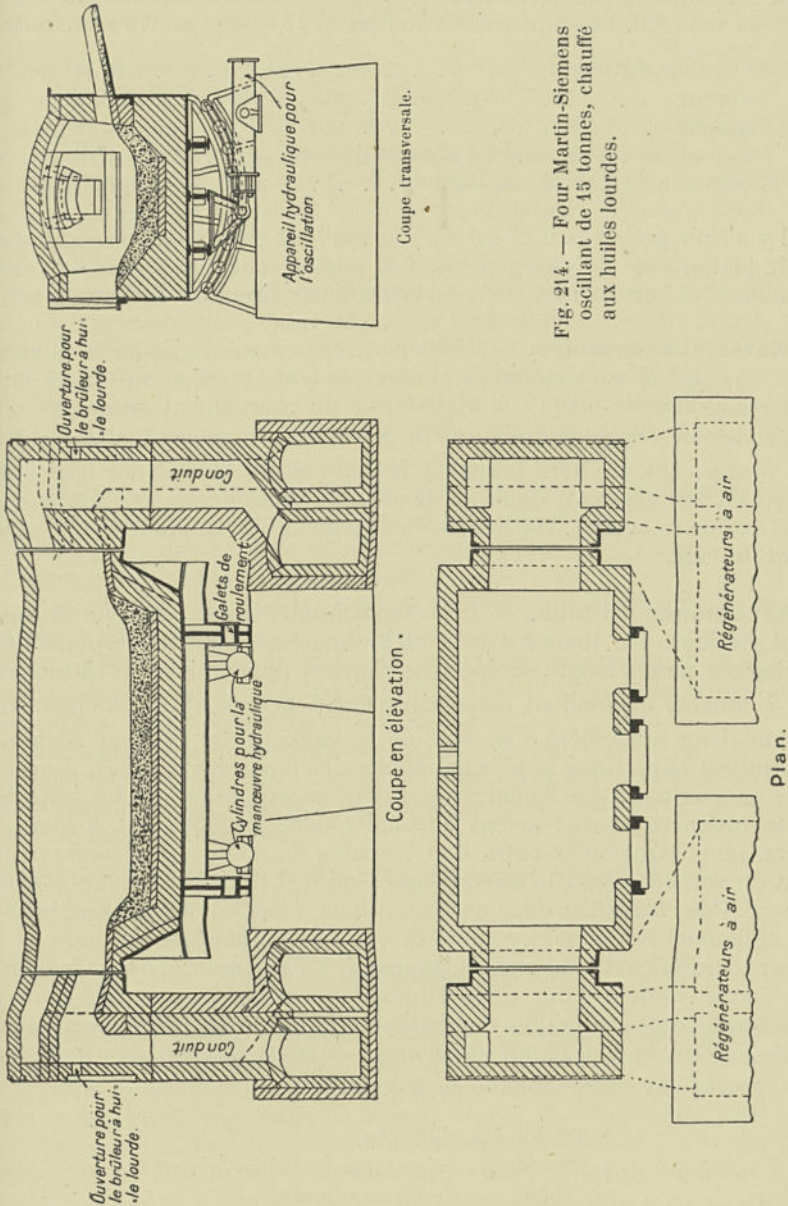 Ouverture pour
le brûleur à hui-
-le lourde.
Conduit
Cylindres pour la
manœuvre hydraulique
Galets de
roulement
Conduit
Ouverture pour
le brûleur à hui-
-le lourde.
Coupe en élévation.
Appareil hydraulique pour
l'oscillation
Coupe transversale.
Régénérateurs à air
Régénérateurs à air
Plan.
Fig. 214. — Four Martin-Siemens
oscillant de 15 tonnes, chauffé
aux huiles lourdes.